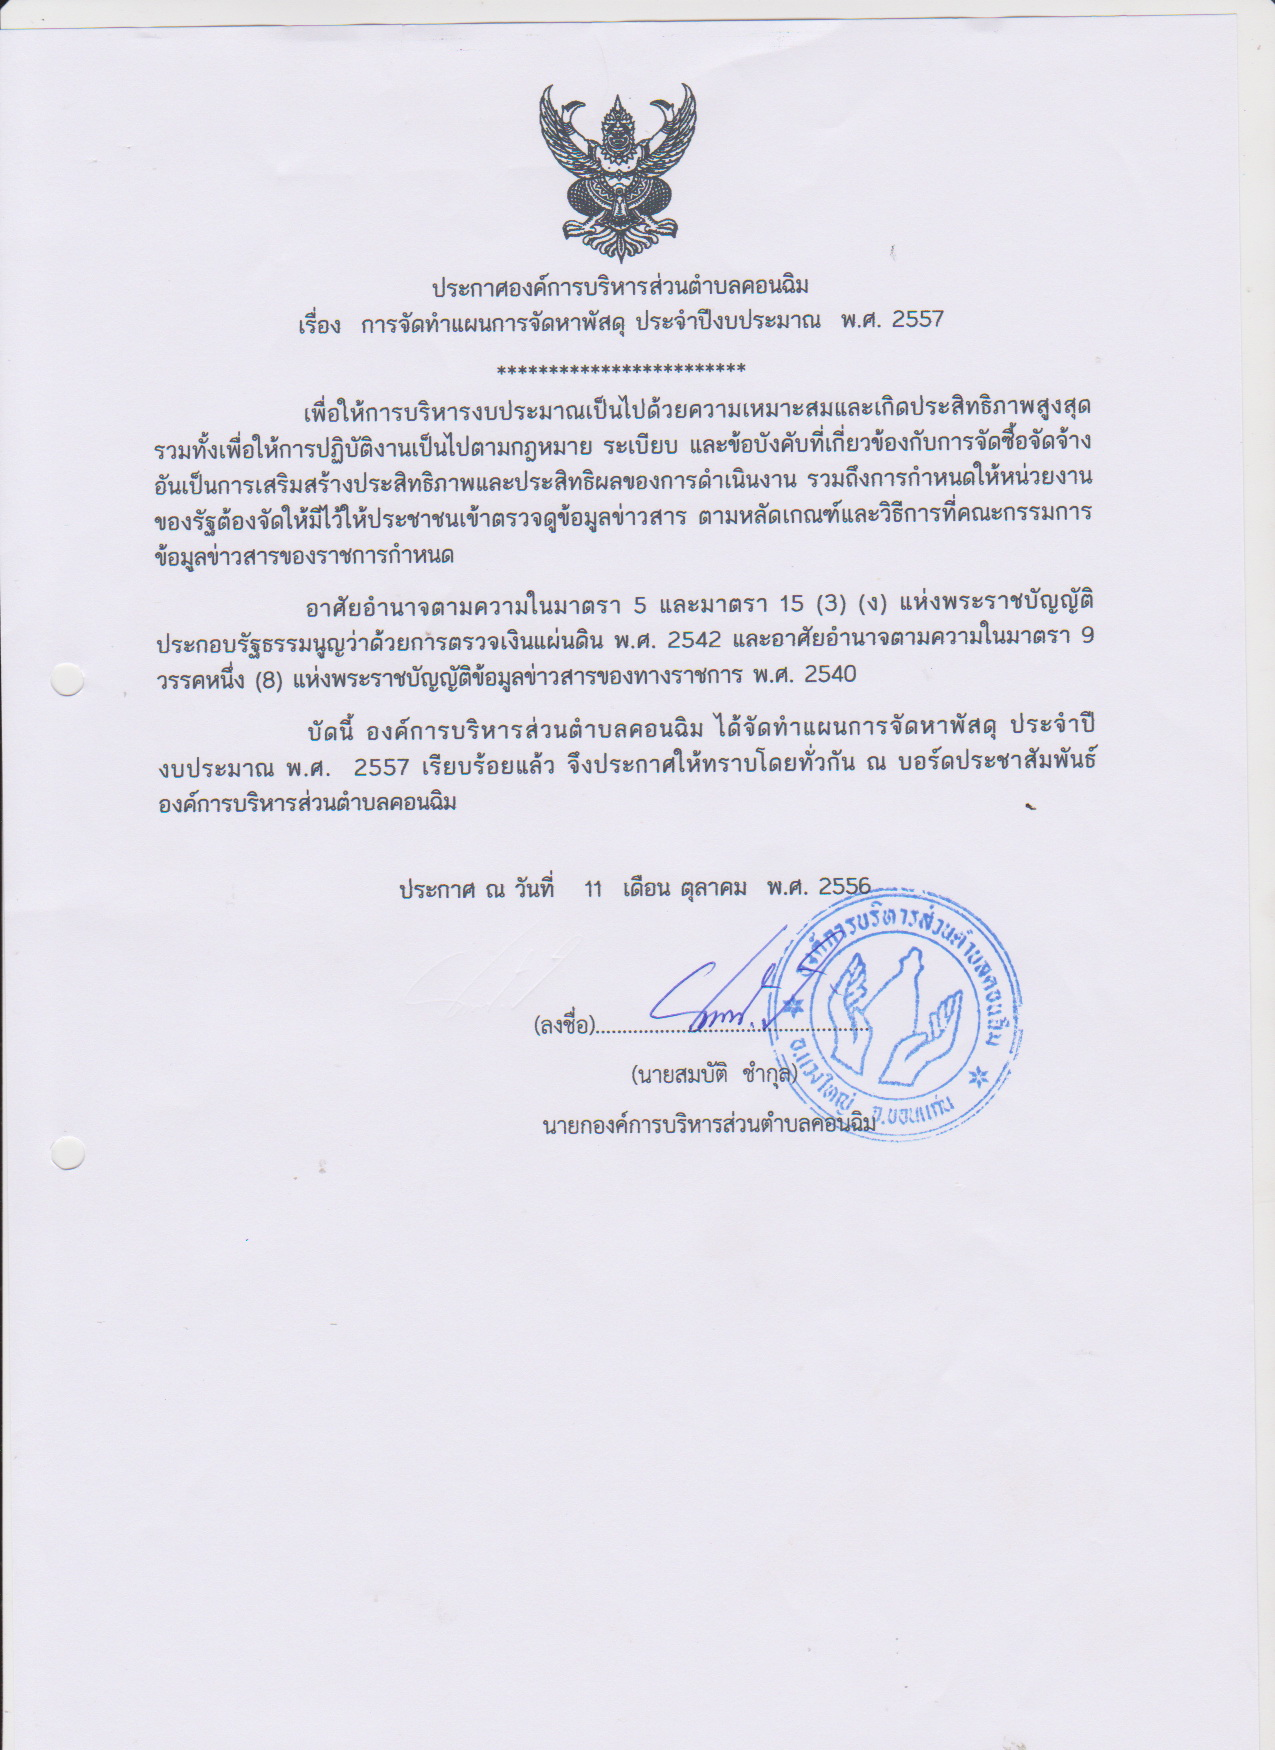 ประกาศองค์การบริหารส่วนตำบลคอนฉิม
เรื่อง การจัดทำแผนการจัดหาพัสดุ ประจำปีงบประมาณ พ.ศ. 2557
************************
เพื่อให้การบริหารงบประมาณเป็นไปด้วยความเหมาะสมและเกิดประสิทธิภาพสูงสุด
รวมทั้งเพื่อให้การปฏิบัติงานเป็นไปตามกฎหมาย ระเบียบ และข้อบังคับที่เกี่ยวข้องกับการจัดซื้อจัดจ้าง
อันเป็นการเสริมสร้างประสิทธิภาพและประสิทธิผลของการดำเนินงาน รวมถึงการกำหนดให้หน่วยงาน
ของรัฐต้องจัดให้มีไว้ให้ประชาชนเข้าตรวจดูข้อมูลข่าวสาร ตามหลัดเกณฑ์และวิธีการที่คณะกรรมการ
ข้อมูลข่าวสารของราชการกำหนด
อาศัยอำนาจตามความในมาตรา 5 และมาตรา 15 (3) (ง) แห่งพระราชบัญญัติ
ประกอบรัฐธรรมนูญว่าด้วยการตรวจเงินแผ่นดิน พ.ศ. 2542 และอาศัยอำนาจตามความในมาตรา 9
วรรคหนึ่ง (8) แห่งพระราชบัญญัติข้อมูลข่าวสารของทางราชการ พ.ศ. 2540
บัดนี้ องค์การบริหารส่วนตำบลคอนฉิม ได้จัดทำแผนการจัดหาพัสดุ ประจำปี
งบประมาณ พ.ศ. 2557 เรียบร้อยแล้ว จึงประกาศให้ทราบโดยทั่วกัน ณ บอร์ดประชาสัมพันธ์
องค์การบริหารส่วนตำบลคอนฉิม
ประกาศ ณ วันที่ 11 เดือน ตุลาคม พ.ศ. 2556
องค์การบริหารส่วนตำบลคอนฉิม
(ลงชื่อ)..................................................
(นายสมบัติ ชำกุล)
นายกองค์การบริหารส่วนตำบลคอนฉิม
อ.แวงใหญ่ จ.ขอนแก่น